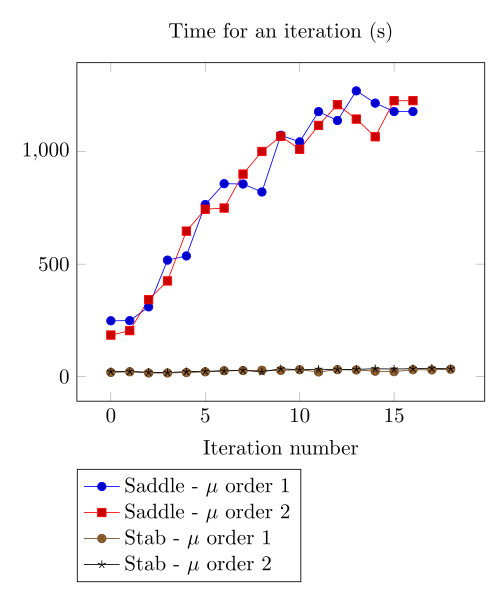 Time for an iteration (s)
1,000
500
0
0 5 10 15
Iteration number
Saddle - μ order 1
Saddle - μ order 2
Stab - μ order 1
Stab - μ order 2